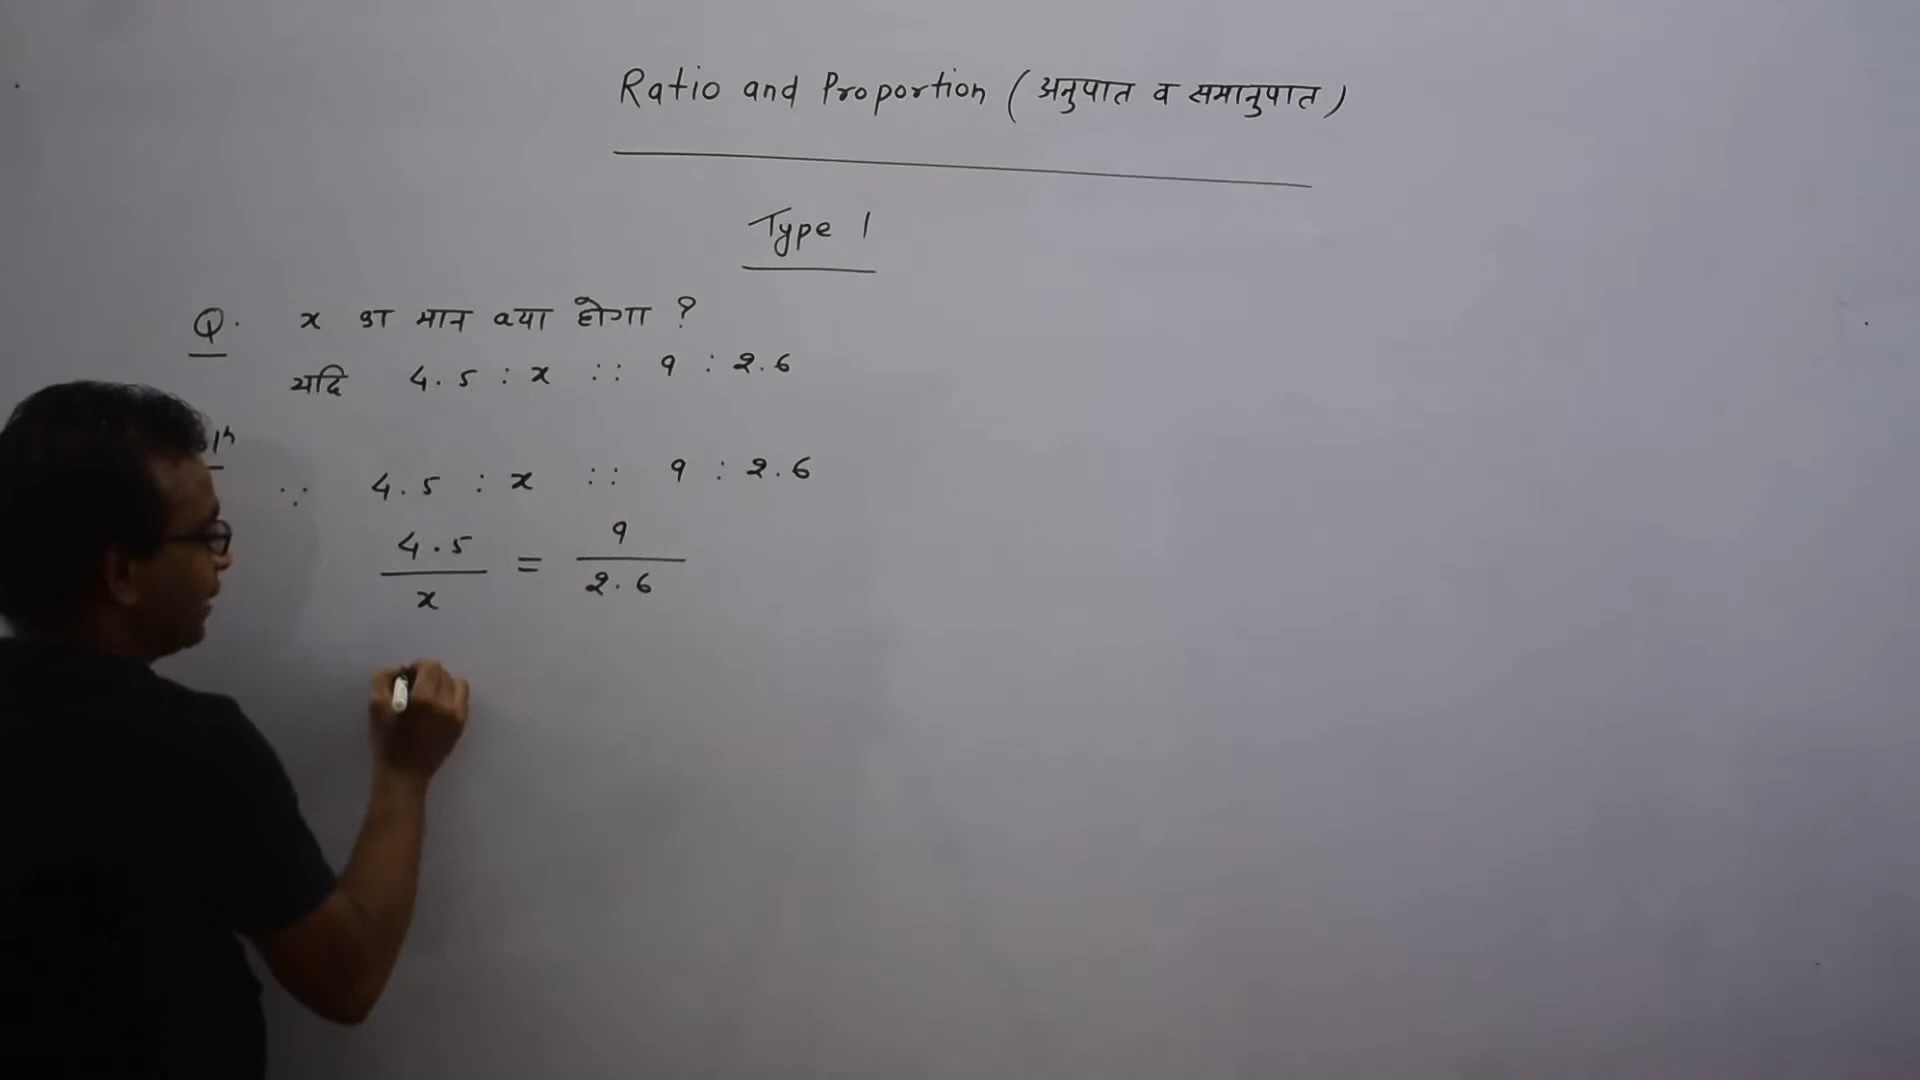 Ratio and Proportion (अनुपात व समानुपात)
Type 1
Q. x का मान क्या होगा ?
यदि 4.5 : x :: 9 : 2.6
∵ 4.5 : x :: 9 : 2.6
4.5/x = 9/2.6